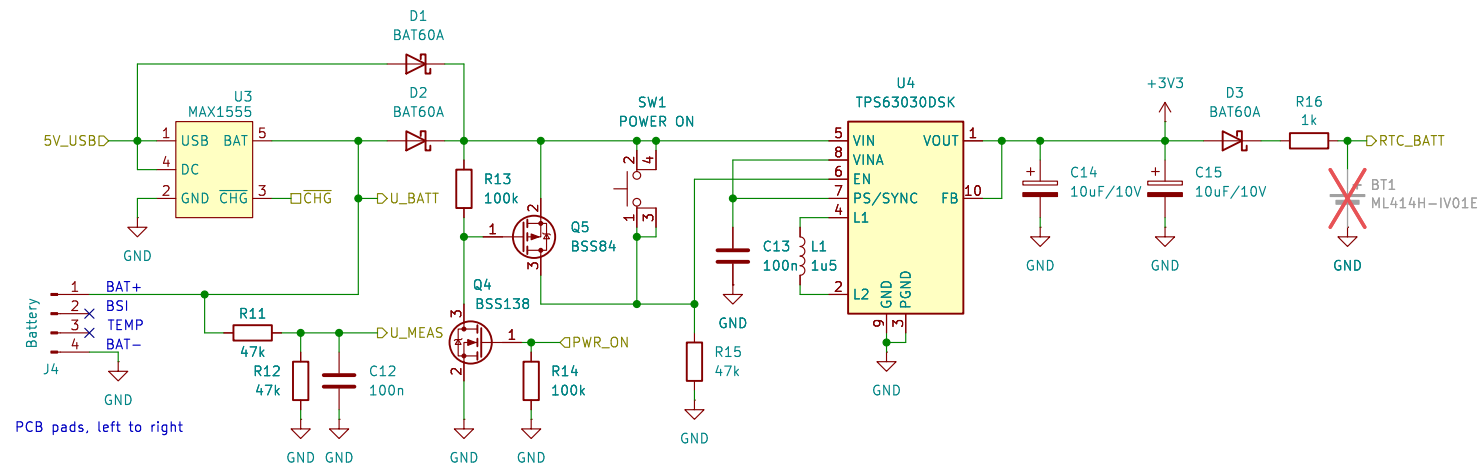 D1
BAT60A
U3
MAX1555
D2
BAT60A
5V_USB
1
USB
BAT
5
4
DC
2
GND
CHG
3
CHG
GND
U_BATT
R13
100k
1
2
3
Q5
BSS84
SW1
POWER ON
2
4
1
3
U4
TPS63030DSK
5
VIN
8
VINA
6
EN
7
PS/SYNC
4
L1
2
L2
VOUT
1
FB
10
GND
PGND
9
3
GND
C13
100n
GND
L1
1u5
+3V3
D3
BAT60A
R16
1k
RTC_BATT
+
C14
10uF/10V
GND
+
C15
10uF/10V
GND
+
BT1
ML414H-IV01E
GND
Battery
1
BAT+
2
BSI
3
TEMP
4
BAT-
J4
GND
R11
47k
R12
47k
U_MEAS
C12
100n
GND
GND
Q4
BSS138
3
1
2
GND
PWR_ON
R14
100k
GND
R15
47k
GND
PCB pads, left to right